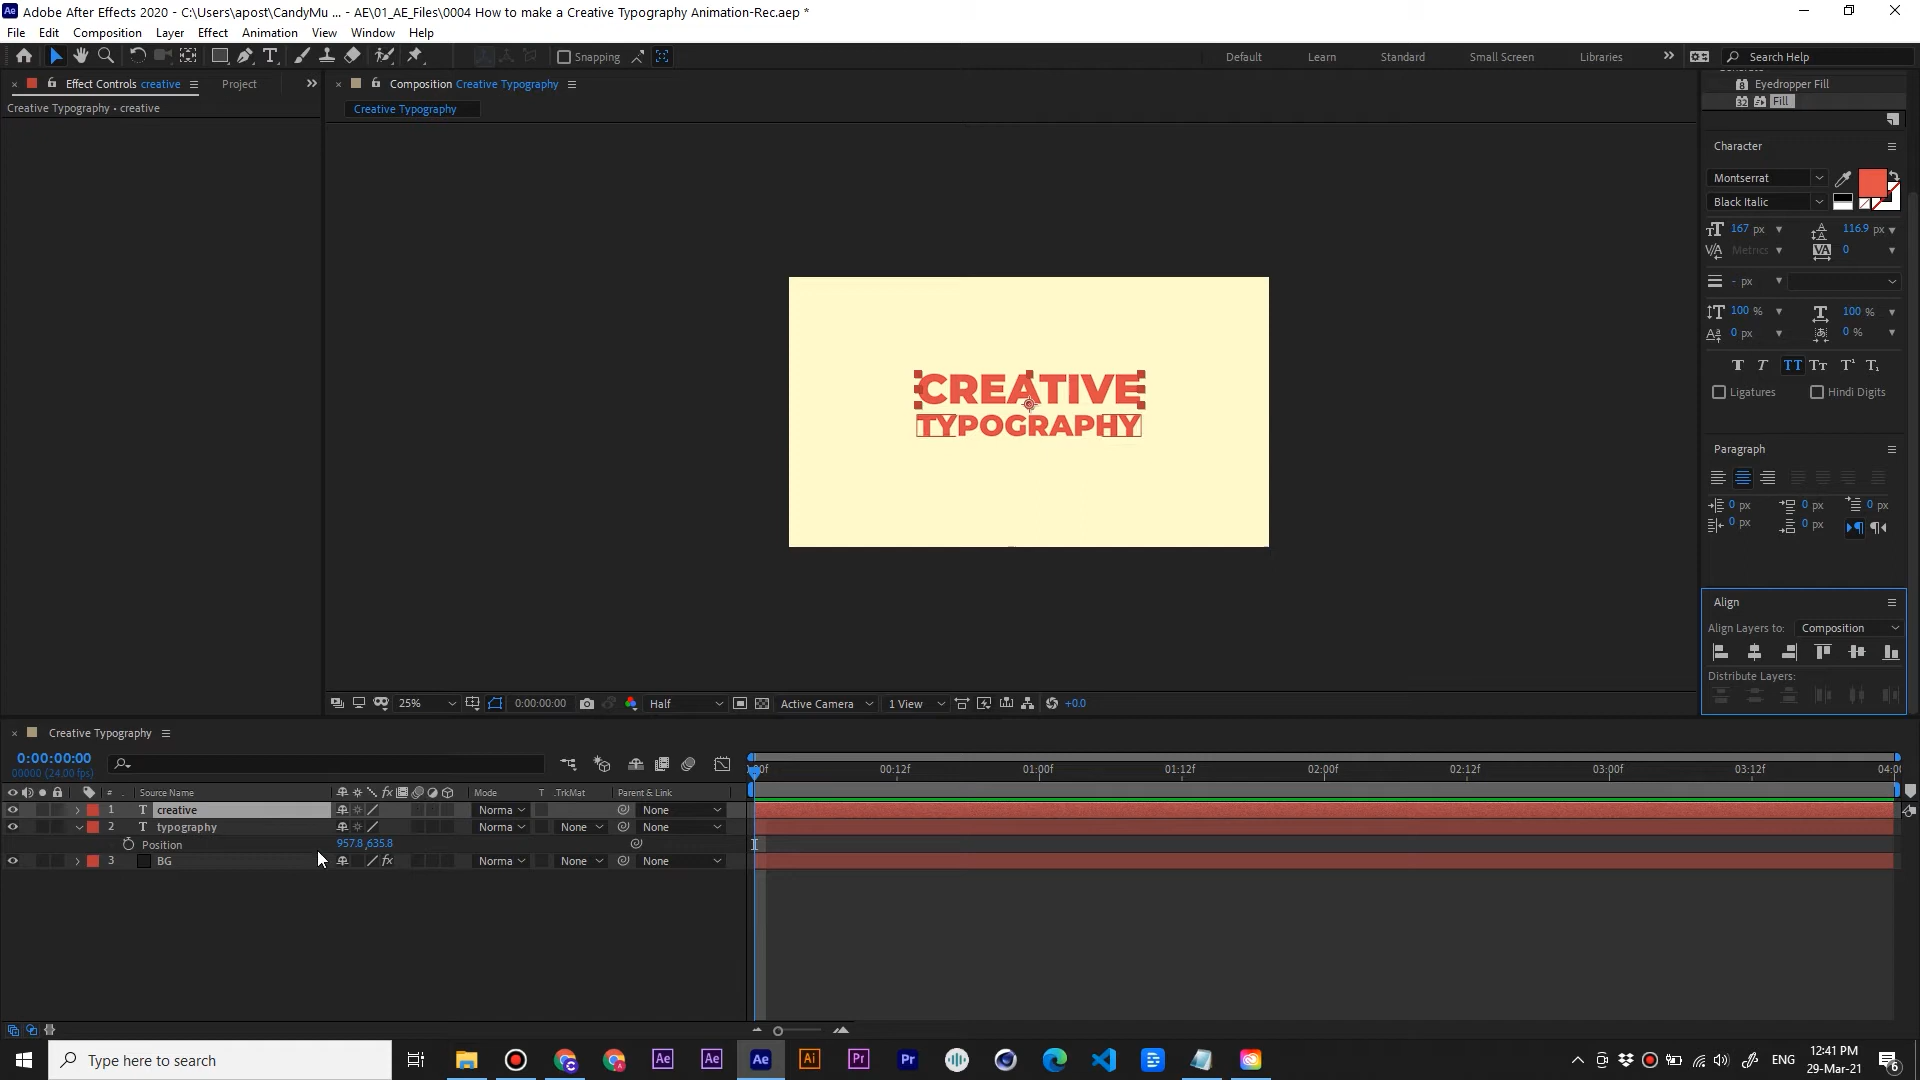 Adobe After Effects 2020 - C:\Users\apost\CandyMu ... - AE\01_AE_Files\0004 How to make a Creative Typography Animation-Rec.aep *
File Edit Composition Layer Effect Animation View Window Help
Snapping
Default Learn Standard Small Screen Libraries
Search Help
Effect Controls creative
Project
Composition Creative Typography
Eyedropper Fill
Creative Typography • creative
Creative Typography
Fill
Character
Montserrat
Black Italic
167 px
116.9 px
Metrics
0
- px
100 %
100 %
0 px
0 %
Ligatures
Hindi Digits
CREATIVE
TYPOGRAPHY
Paragraph
0 px
0 px
0 px
0 px
0 px
Align
Align Layers to: Composition
Distribute Layers:
25%
0:00:00:00
Half
Active Camera
1 View
+0.0
Creative Typography
0:00:00:00
00000 (24.00 fps)
00:12f 01:00f 01:12f 02:00f 02:12f 03:00f 03:12f
# Source Name Mode T .TrkMat Parent & Link
1 T creative Norma None
2 T typography Norma None None
Position 957.8,635.8
3 BG Norma None None
Type here to search
ENG
12:41 PM
29-Mar-21
6